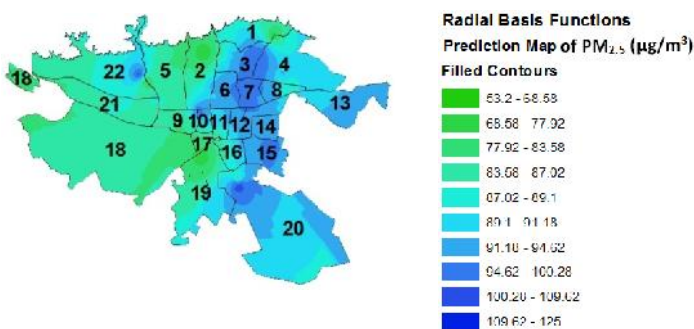 Radial Basis Functions
Prediction Map of PM2.5 (µg/m³)
Filled Contours
53.2 - 68.58
68.58 - 77.92
77.92 - 83.58
83.58 - 87.02
87.02 - 89.1
89.1 - 91.18
91.18 - 94.62
94.62 - 100.28
100.28 - 109.62
109.62 - 125
1
22 5 2 3 4
18
21 6 7 8 13
9 10 11 12 14
18 17 16 15
19
20